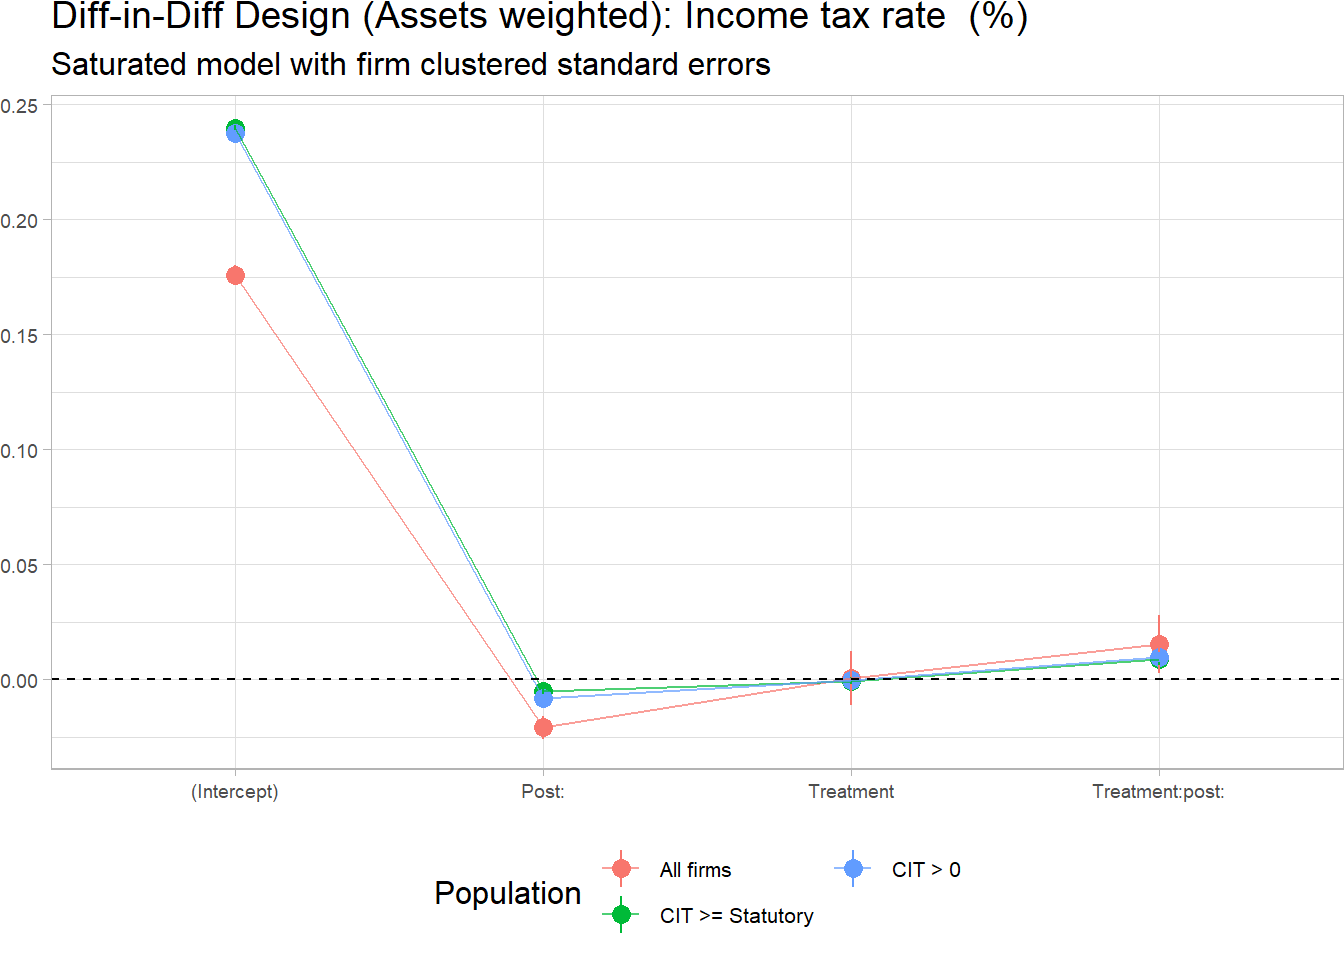 Diff-in-Diff Design (Assets weighted): Income tax rate  (%)
Saturated model with firm clustered standard errors
0.25
0.20
0.15
0.10
0.05
0.00
(Intercept) Post: Treatment Treatment:post:
Population
All firms
CIT >= Statutory
CIT > 0